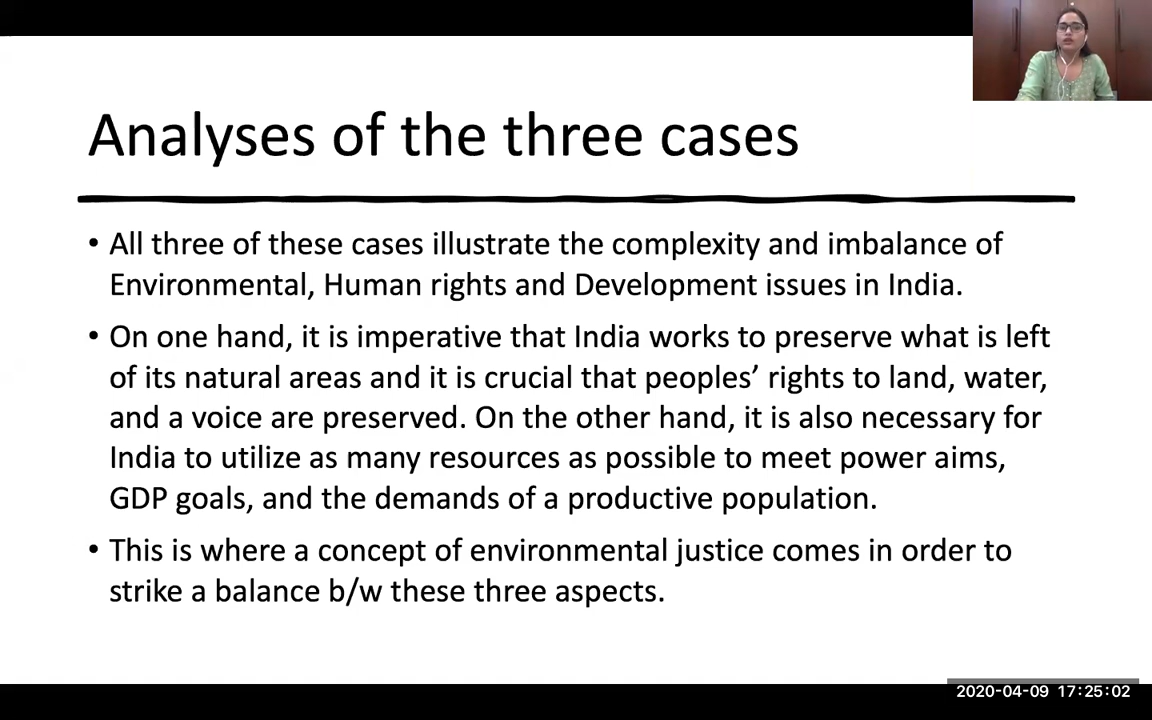 Analyses of the three cases
• All three of these cases illustrate the complexity and imbalance of
Environmental, Human rights and Development issues in India.
• On one hand, it is imperative that India works to preserve what is left
of its natural areas and it is crucial that peoples’ rights to land, water,
and a voice are preserved. On the other hand, it is also necessary for
India to utilize as many resources as possible to meet power aims,
GDP goals, and the demands of a productive population.
• This is where a concept of environmental justice comes in order to
strike a balance b/w these three aspects.
2020-04-09 17:25:02